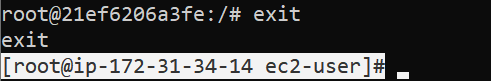 root@21ef6206a3fe:/# exit
exit
[root@ip-172-31-34-14 ec2-user]#